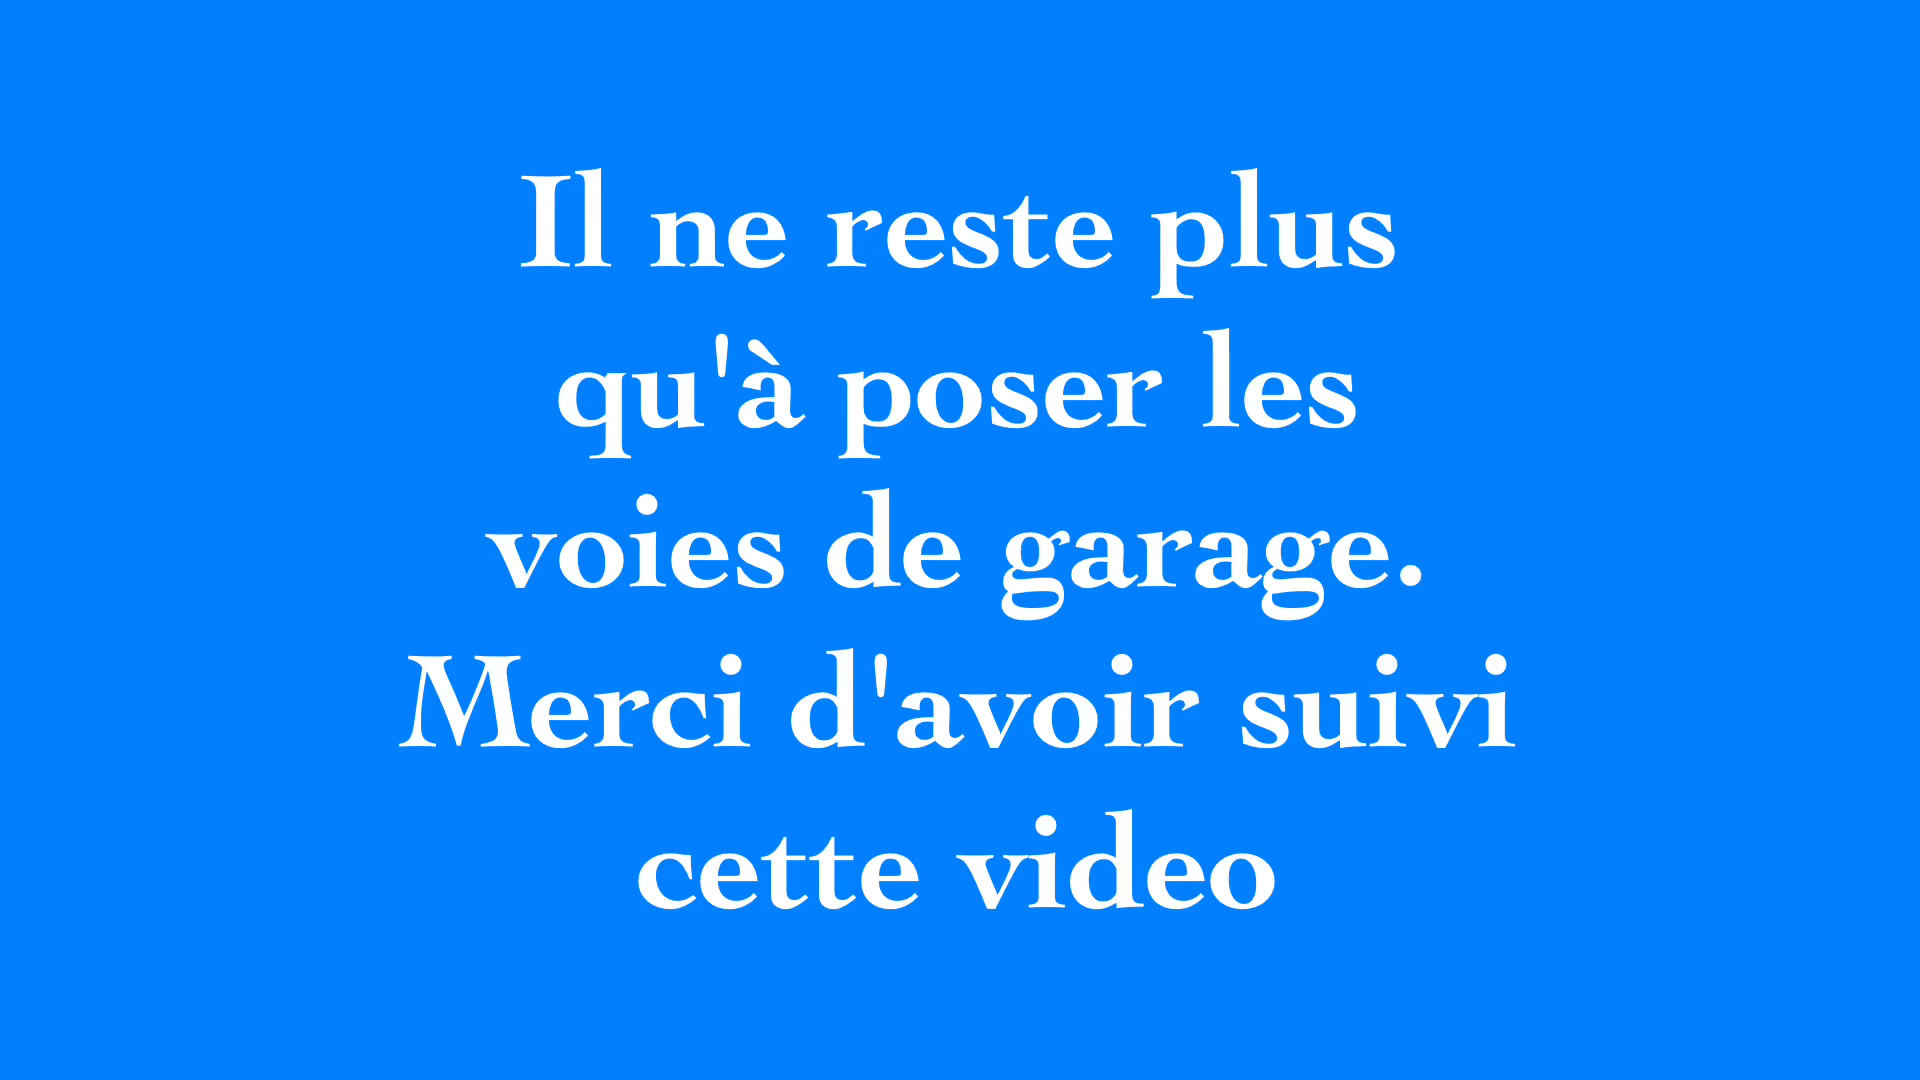 Il ne reste plus
qu'à poser les
voies de garage.
Merci d'avoir suivi
cette video